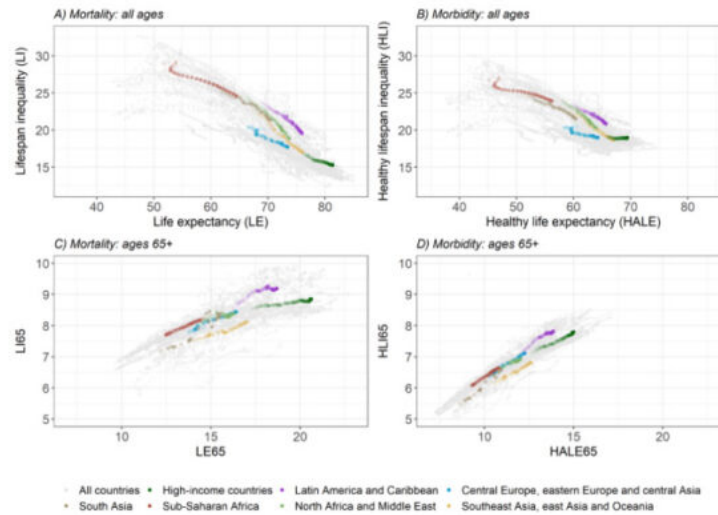 A) Mortality: all ages
B) Morbidity: all ages
Lifespan inequality (LI)
30
25
20
15
40 50 60 70 80
Life expectancy (LE)
Healthy lifespan inequality (HLI)
30
25
20
15
40 50 60 70 80
Healthy life expectancy (HALE)
C) Mortality: ages 65+
D) Morbidity: ages 65+
LI65
10
9
8
7
6
5
10 15 20
LE65
HLI65
10
9
8
7
6
5
10 15 20
HALE65
All countries High-income countries Latin America and Caribbean Central Europe, eastern Europe and central Asia
South Asia Sub-Saharan Africa North Africa and Middle East Southeast Asia, east Asia and Oceania